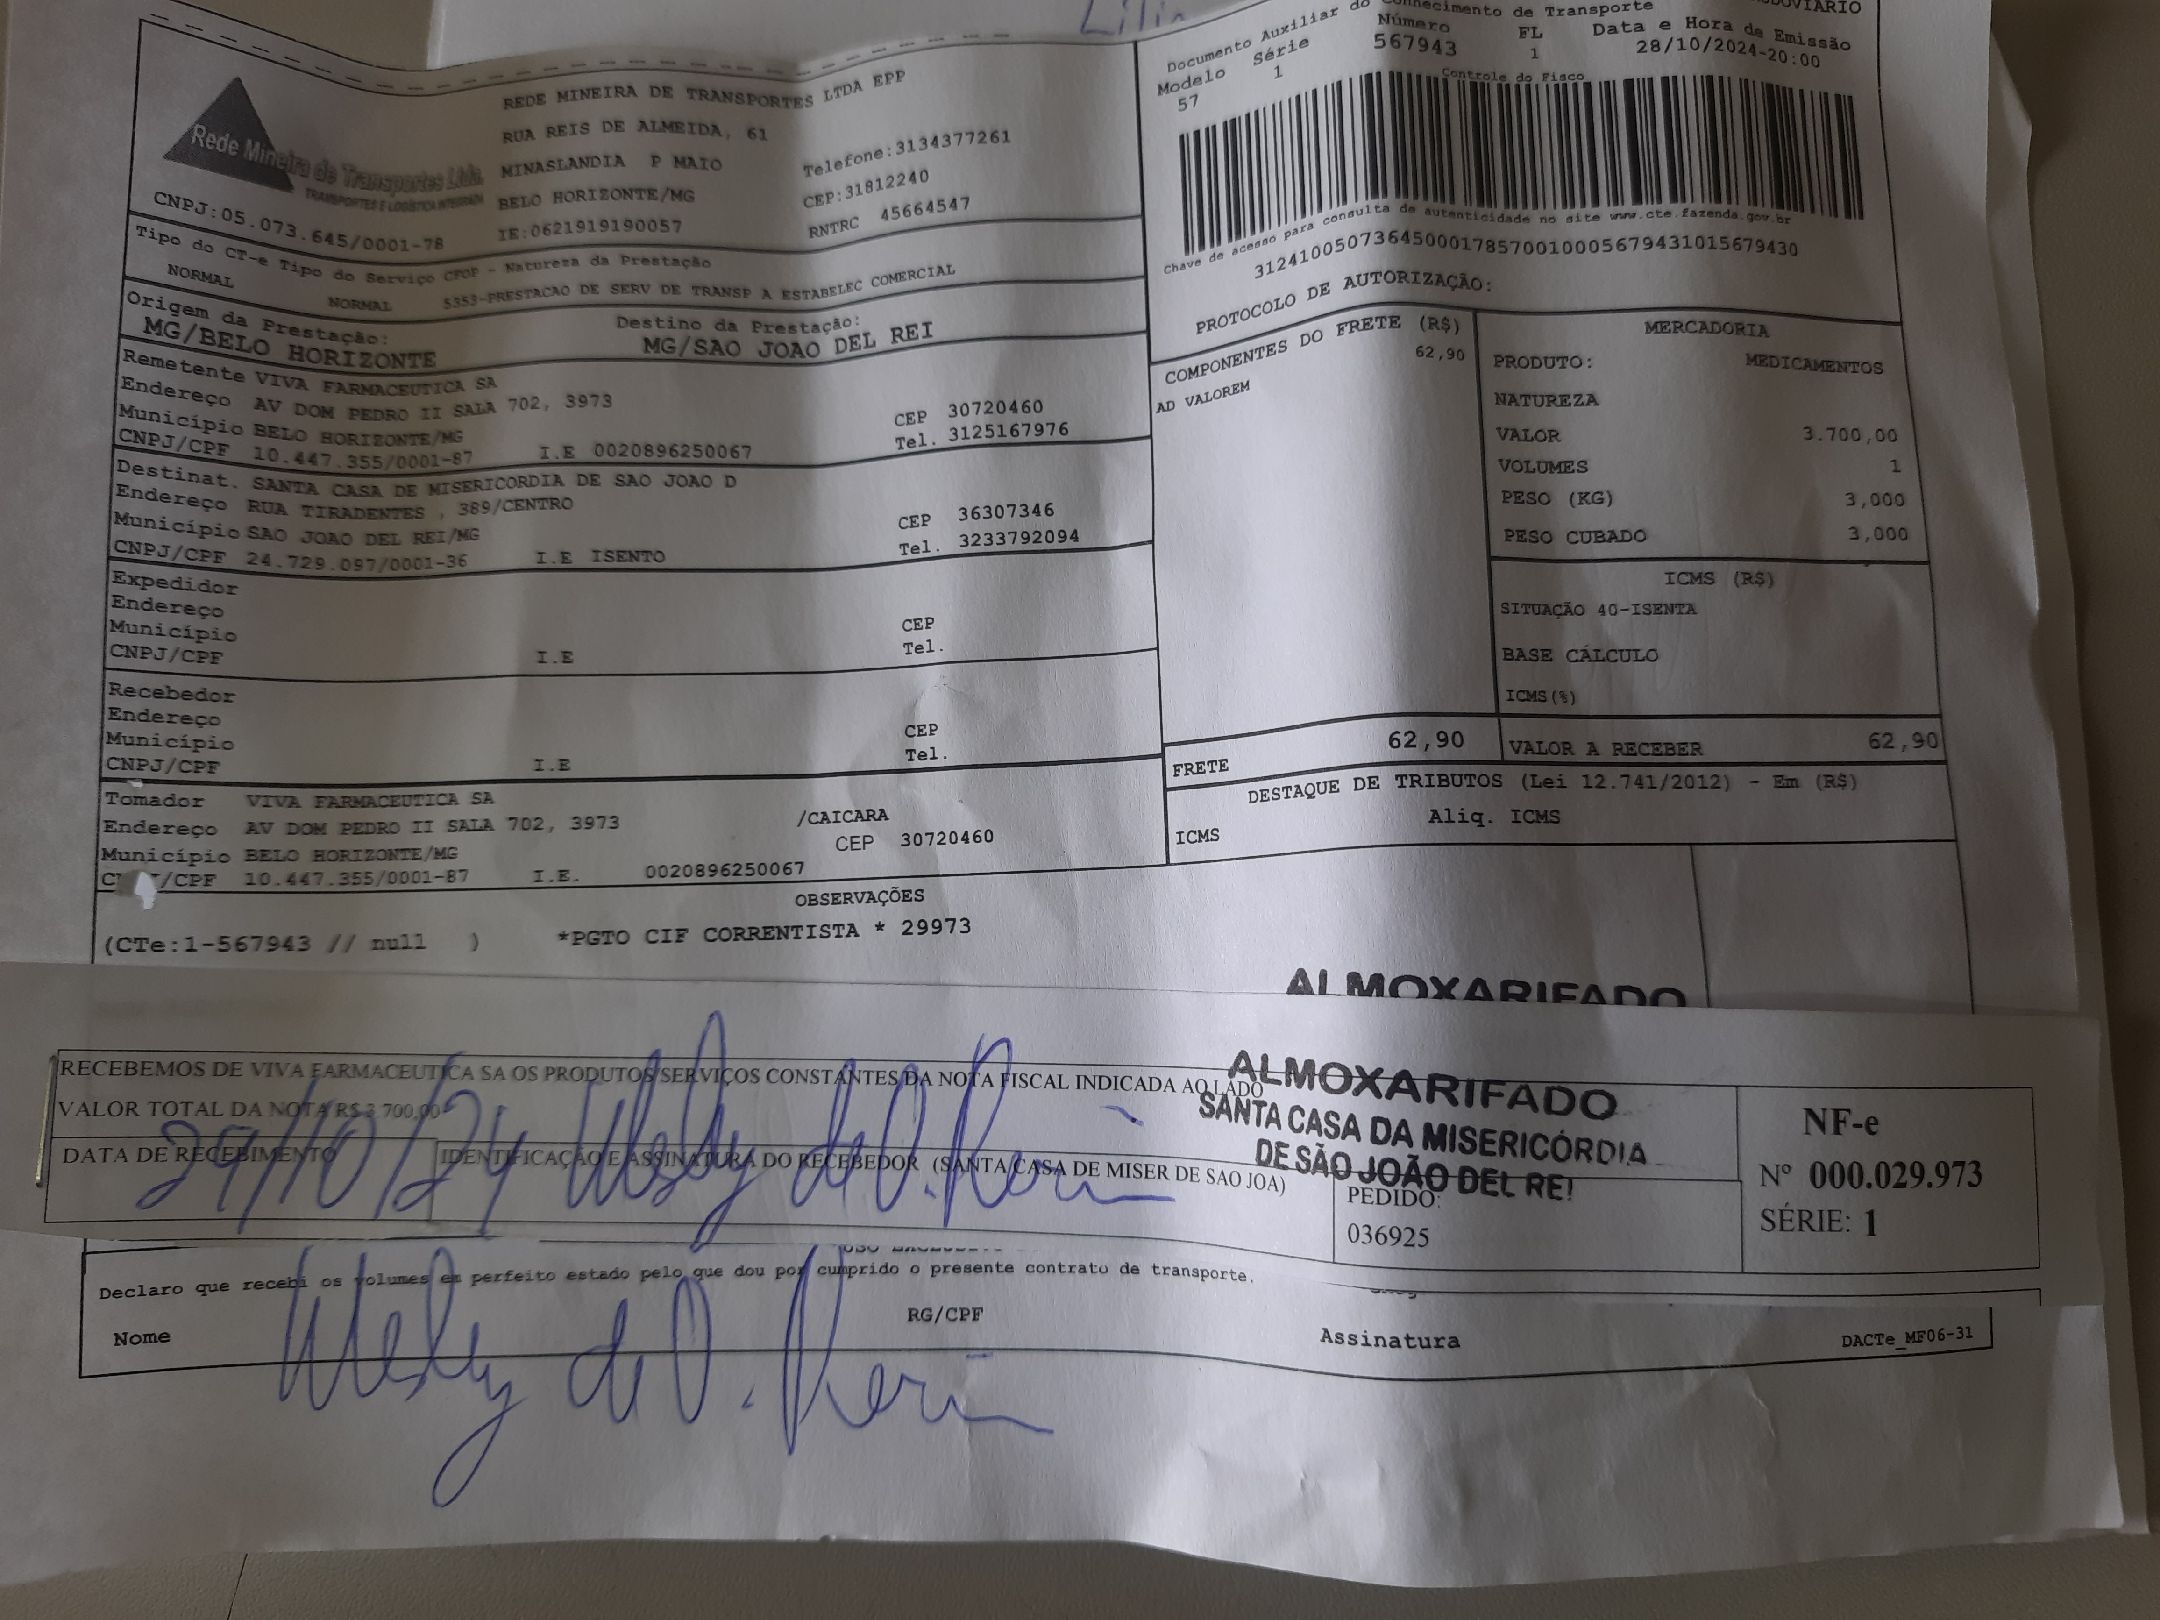 Documento Auxiliar do Conhecimento de Transporte
Modelo Série Número FL Data e Hora de Emissão
57 1 567943 1 28/10/2024-20:00
Controle do Fisco
Chave de acesso para consulta de autenticidade no site www.cte.fazenda.gov.br
31241005073645000178570010005679431015679430
PROTOCOLO DE AUTORIZAÇÃO:
Rede Mineira de Transportes Ltda.
TRANSPORTES E LOGÍSTICA INTEGRADA
CNPJ:05.073.645/0001-78
REDE MINEIRA DE TRANSPORTES LTDA EPP
RUA REIS DE ALMEIDA, 61
MINASLANDIA P MAIO Telefone:3134377261
BELO HORIZONTE/MG CEP:31812240
IE:0621919190057 RNTRC 45664547
Tipo do CT-e Tipo do Serviço CFOP - Natureza da Prestação
NORMAL NORMAL 5353-PRESTACAO DE SERV DE TRANSP A ESTABELEC COMERCIAL
Origem da Prestação: Destino da Prestação:
MG/BELO HORIZONTE MG/SAO JOAO DEL REI
Remetente VIVA FARMACEUTICA SA
Endereço AV DOM PEDRO II SALA 702, 3973
Município BELO HORIZONTE/MG CEP 30720460
CNPJ/CPF 10.447.355/0001-87 I.E 0020896250067 Tel. 3125167976
Destinat. SANTA CASA DE MISERICORDIA DE SAO JOAO D
Endereço RUA TIRADENTES , 389/CENTRO
Município SAO JOAO DEL REI/MG CEP 36307346
CNPJ/CPF 24.729.097/0001-36 I.E ISENTO Tel. 3233792094
Expedidor
Endereço
Município CEP
CNPJ/CPF I.E Tel.
Recebedor
Endereço
Município CEP
CNPJ/CPF I.E Tel.
Tomador VIVA FARMACEUTICA SA
Endereço AV DOM PEDRO II SALA 702, 3973 /CAICARA
Município BELO HORIZONTE/MG CEP 30720460
/CPF 10.447.355/0001-87 I.E. 0020896250067
COMPONENTES DO FRETE (R$)
AD VALOREM 62,90
MERCADORIA
PRODUTO: MEDICAMENTOS
NATUREZA
VALOR 3.700,00
VOLUMES 1
PESO (KG) 3,000
PESO CUBADO 3,000
ICMS (R$)
SITUAÇÃO 40-ISENTA
BASE CÁLCULO
ICMS(%)
FRETE 62,90 VALOR A RECEBER 62,90
DESTAQUE DE TRIBUTOS (Lei 12.741/2012) - Em (R$)
ICMS Aliq. ICMS
OBSERVAÇÕES
(CTe:1-567943 // null ) *PGTO CIF CORRENTISTA * 29973
ALMOXARIFADO
RECEBEMOS DE VIVA FARMACEUTICA SA OS PRODUTOS/SERVIÇOS CONSTANTES DA NOTA FISCAL INDICADA AO LADO
VALOR TOTAL DA NOTA R$ 3.700,00
DATA DE RECEBIMENTO
29/10/24
IDENTIFICAÇÃO E ASSINATURA DO RECEBEDOR (SANTA CASA DE MISER DE SAO JOA)
ALMOXARIFADO
SANTA CASA DA MISERICÓRDIA
DE SÃO JOÃO DEL REI
PEDIDO:
036925
NF-e
Nº 000.029.973
SÉRIE: 1
Declaro que recebi os volumes em perfeito estado pelo que dou por cumprido o presente contrato de transporte.
Nome RG/CPF Assinatura DACTe_MF06-31